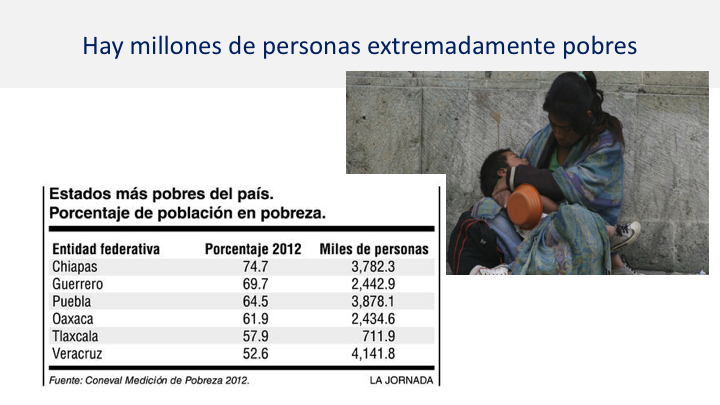 Hay millones de personas extremadamente pobres
Estados más pobres del país.
Porcentaje de población en pobreza.
Entidad federativa Porcentaje 2012 Miles de personas
Chiapas 74.7 3,782.3
Guerrero 69.7 2,442.9
Puebla 64.5 3,878.1
Oaxaca 61.9 2,434.6
Tlaxcala 57.9 711.9
Veracruz 52.6 4,141.8
Fuente: Coneval Medición de Pobreza 2012. LA JORNADA